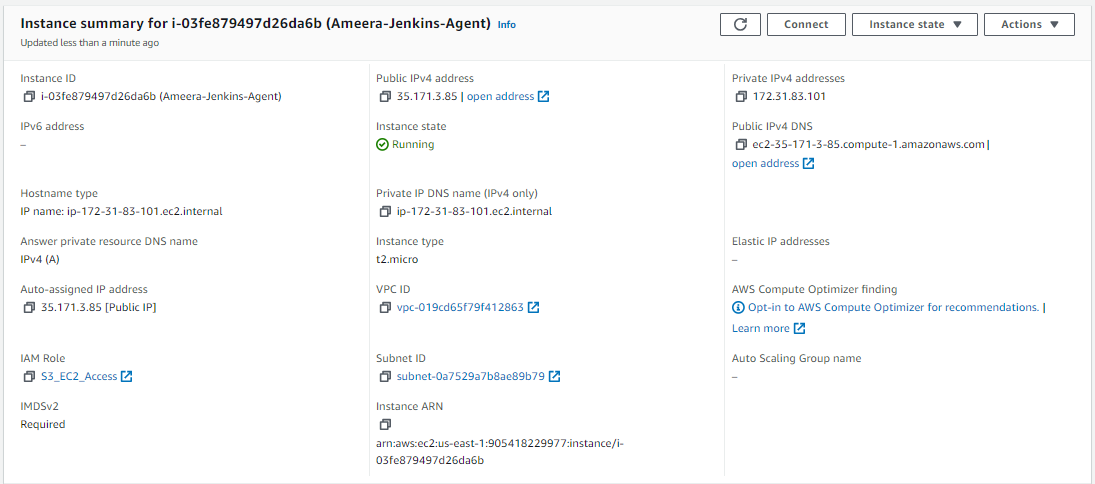 Instance summary for i-03fe879497d26da6b (Ameera-Jenkins-Agent) Info
Updated less than a minute ago
Connect
Instance state
Actions
Instance ID
i-03fe879497d26da6b (Ameera-Jenkins-Agent)
Public IPv4 address
35.171.3.85 | open address
Private IPv4 addresses
172.31.83.101
IPv6 address
–
Instance state
Running
Public IPv4 DNS
ec2-35-171-3-85.compute-1.amazonaws.com |
open address
Hostname type
IP name: ip-172-31-83-101.ec2.internal
Private IP DNS name (IPv4 only)
ip-172-31-83-101.ec2.internal
Answer private resource DNS name
IPv4 (A)
Instance type
t2.micro
Elastic IP addresses
–
Auto-assigned IP address
35.171.3.85 [Public IP]
VPC ID
vpc-019cd65f79f412863
AWS Compute Optimizer finding
Opt-in to AWS Compute Optimizer for recommendations. |
Learn more
IAM Role
S3_EC2_Access
Subnet ID
subnet-0a7529a7b8ae89b79
Auto Scaling Group name
–
IMDSv2
Required
Instance ARN
arn:aws:ec2:us-east-1:905418229977:instance/i-
03fe879497d26da6b